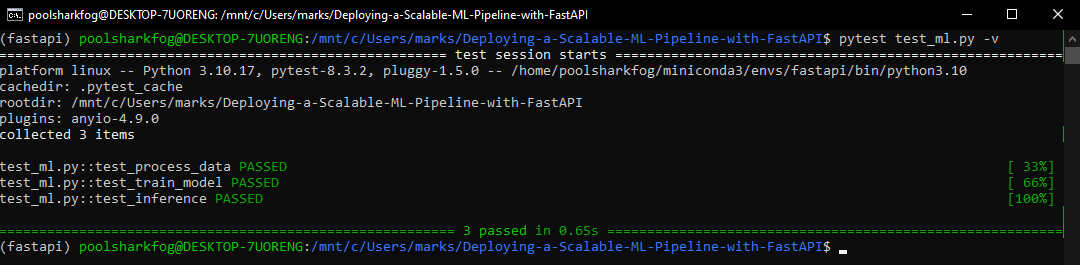 poolsharkfog@DESKTOP-7UORENG: /mnt/c/Users/marks/Deploying-a-Scalable-ML-Pipeline-with-FastAPI
(fastapi) poolsharkfog@DESKTOP-7UORENG:/mnt/c/Users/marks/Deploying-a-Scalable-ML-Pipeline-with-FastAPI$ pytest test_ml.py -v
======================================================== test session starts =========================================================
platform linux -- Python 3.10.17, pytest-8.3.2, pluggy-1.5.0 -- /home/poolsharkfog/miniconda3/envs/fastapi/bin/python3.10
cachedir: .pytest_cache
rootdir: /mnt/c/Users/marks/Deploying-a-Scalable-ML-Pipeline-with-FastAPI
plugins: anyio-4.9.0
collected 3 items
test_ml.py::test_process_data PASSED [ 33%]
test_ml.py::test_train_model PASSED [ 66%]
test_ml.py::test_inference PASSED [100%]
========================================================= 3 passed in 0.65s ==========================================================
(fastapi) poolsharkfog@DESKTOP-7UORENG:/mnt/c/Users/marks/Deploying-a-Scalable-ML-Pipeline-with-FastAPI$